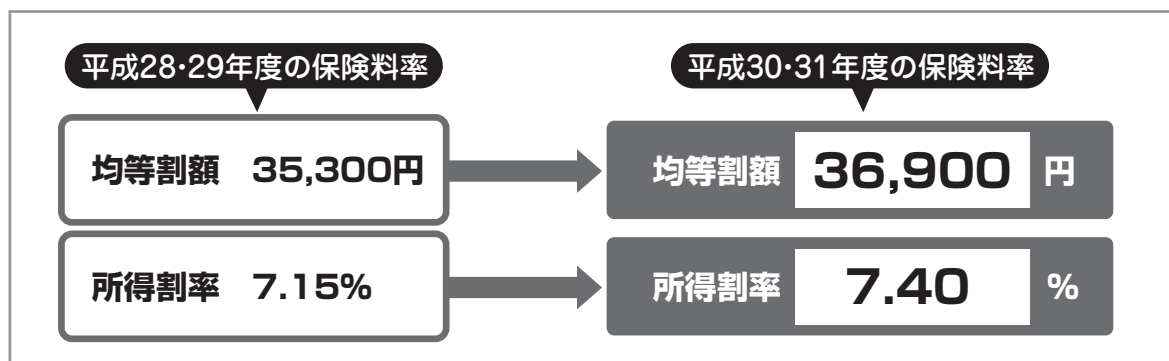 平成28・29年度の保険料率
平成30・31年度の保険料率
均等割額 35,300円
均等割額 36,900 円
所得割率 7.15%
所得割率 7.40 %